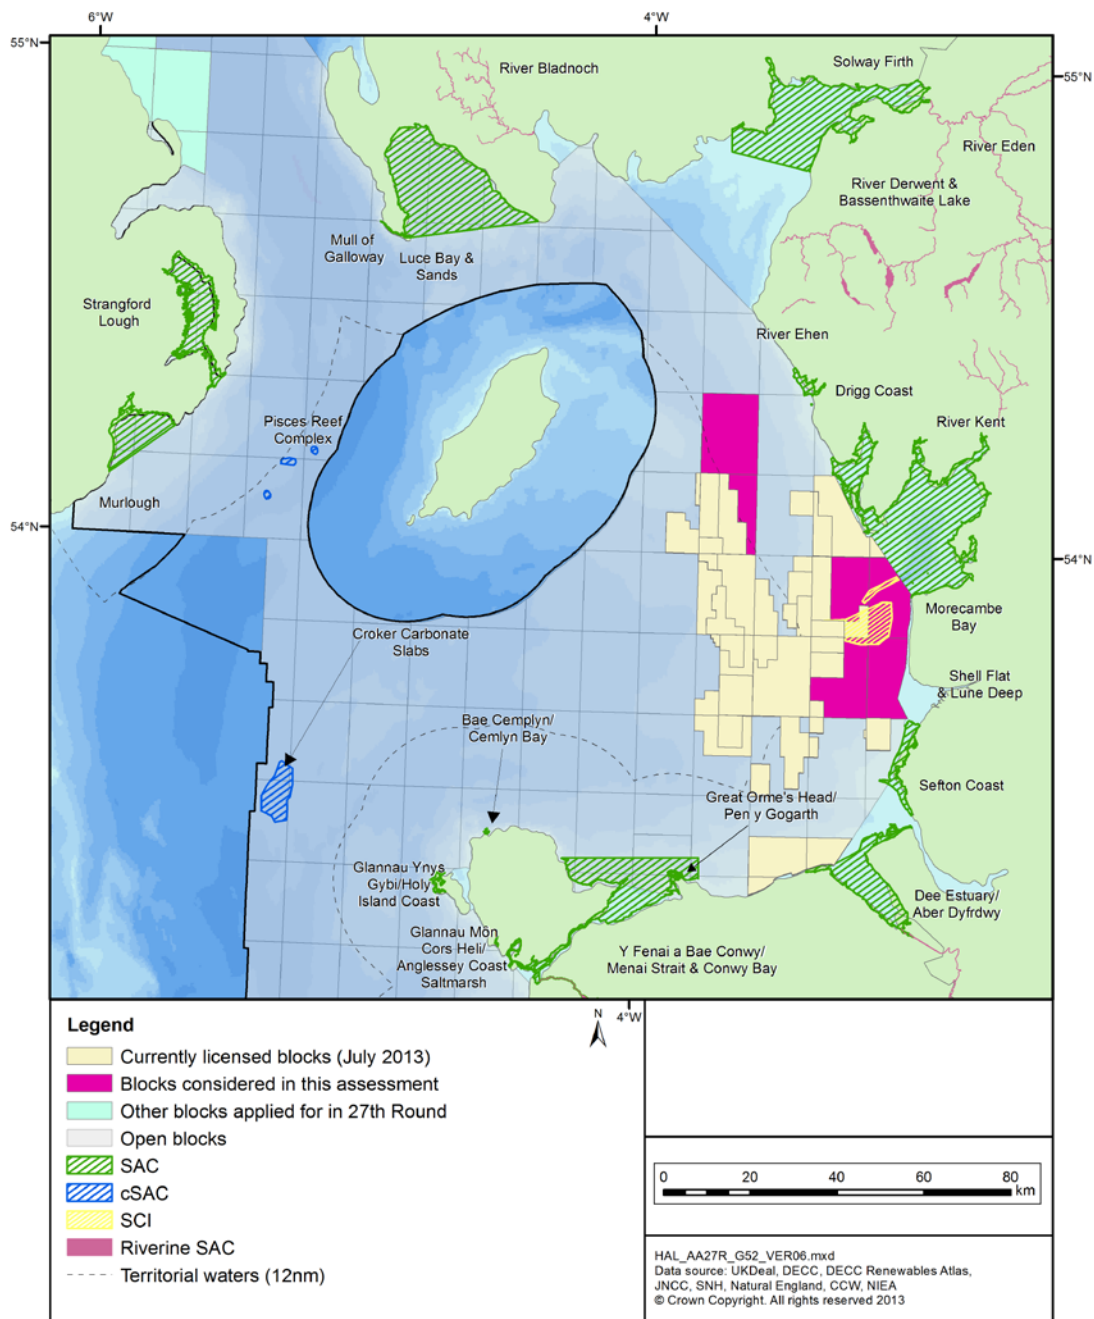 6°W
4°W
55°N
55°N
River Bladnoch
Solway Firth
River Eden
River Derwent &
Bassenthwaite Lake
Mull of
Galloway
Luce Bay &
Sands
Strangford
Lough
River Ehen
Drigg Coast
Pisces Reef
Complex
River Kent
Murlough
54°N
54°N
Morecambe
Bay
Croker Carbonate
Slabs
Shell Flat
& Lune Deep
Bae Cemplyn/
Cemlyn Bay
Sefton Coast
Great Orme's Head/
Pen y Gogarth
Glannau Ynys
Gybi/Holy
Island Coast
Dee Estuary/
Aber Dyfrdwy
Glannau Môn
Cors Heli/
Anglessey Coast
Saltmarsh
Y Fenai a Bae Conwy/
Menai Strait & Conwy Bay
4°W
N
Legend
Currently licensed blocks (July 2013)
Blocks considered in this assessment
Other blocks applied for in 27th Round
Open blocks
SAC
cSAC
SCI
Riverine SAC
Territorial waters (12nm)
0 20 40 60 80
km
HAL_AA27R_G52_VER06.mxd
Data source: UKDeal, DECC, DECC Renewables Atlas,
JNCC, SNH, Natural England, CCW, NIEA
© Crown Copyright. All rights reserved 2013